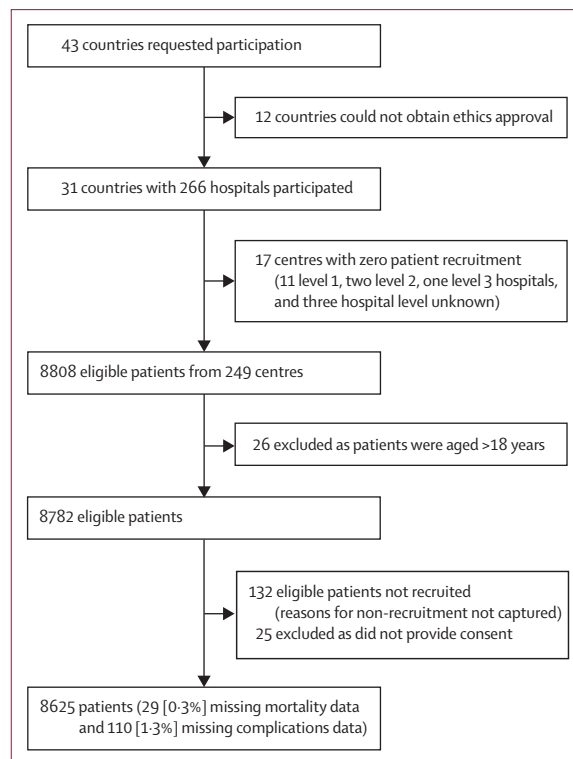 43 countries requested participation
12 countries could not obtain ethics approval
31 countries with 266 hospitals participated
17 centres with zero patient recruitment
(11 level 1, two level 2, one level 3 hospitals,
and three hospital level unknown)
8808 eligible patients from 249 centres
26 excluded as patients were aged >18 years
8782 eligible patients
132 eligible patients not recruited
(reasons for non-recruitment not captured)
25 excluded as did not provide consent
8625 patients (29 [0·3%] missing mortality data
and 110 [1·3%] missing complications data)